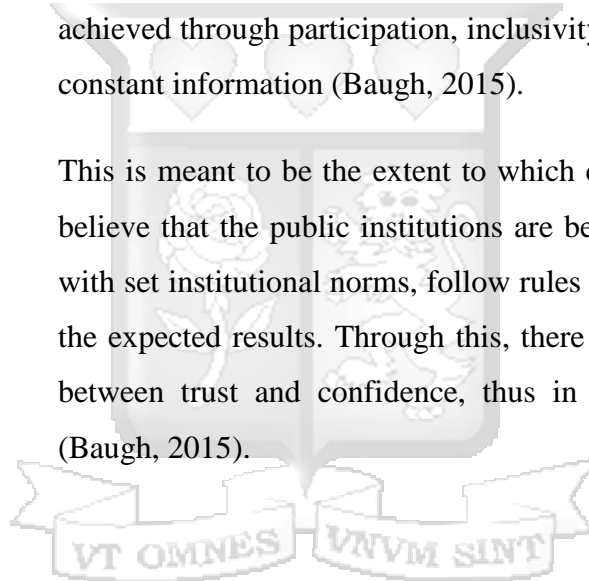 achieved through participation, inclusivity
constant information (Baugh, 2015).
This is meant to be the extent to which
believe that the public institutions are be
with set institutional norms, follow rules
the expected results. Through this, there
between trust and confidence, thus in
(Baugh, 2015).
VT OMNES VNVM SINT